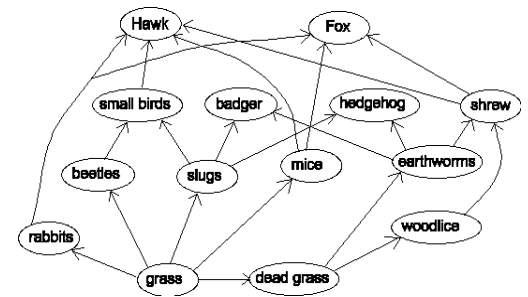 Hawk
Fox
small birds
badger
hedgehog
shrew
beetles
slugs
mice
earthworms
rabbits
woodlice
grass
dead grass